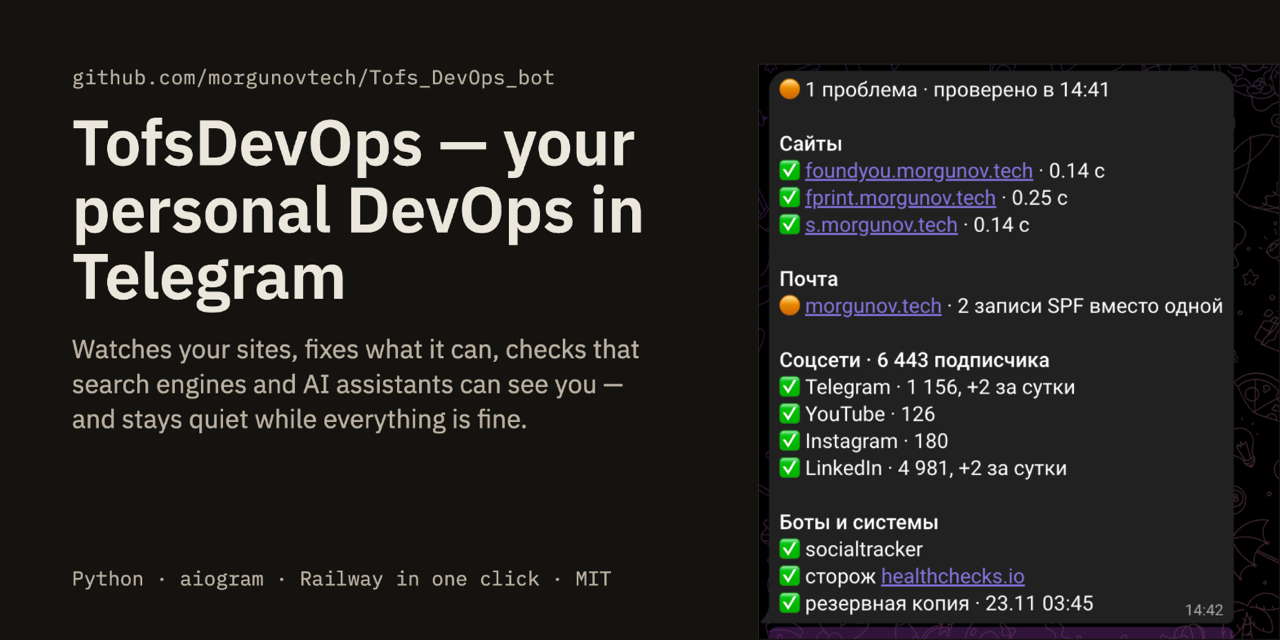 github.com/morgunovtech/Tofs_DevOps_bot
TofsDevOps — your
personal DevOps in
Telegram
Watches your sites, fixes what it can, checks that
search engines and AI assistants can see you —
and stays quiet while everything is fine.
Python · aiogram · Railway in one click · MIT
1 проблема · проверено в 14:41
Сайты
foundyou.morgunov.tech · 0.14 с
fprint.morgunov.tech · 0.25 с
s.morgunov.tech · 0.14 с
Почта
morgunov.tech · 2 записи SPF вместо одной
Соцсети · 6 443 подписчика
Telegram · 1 156, +2 за сутки
YouTube · 126
Instagram · 180
LinkedIn · 4 981, +2 за сутки
Боты и системы
socialtracker
сторож healthchecks.io
резервная копия · 23.11 03:45
14:42